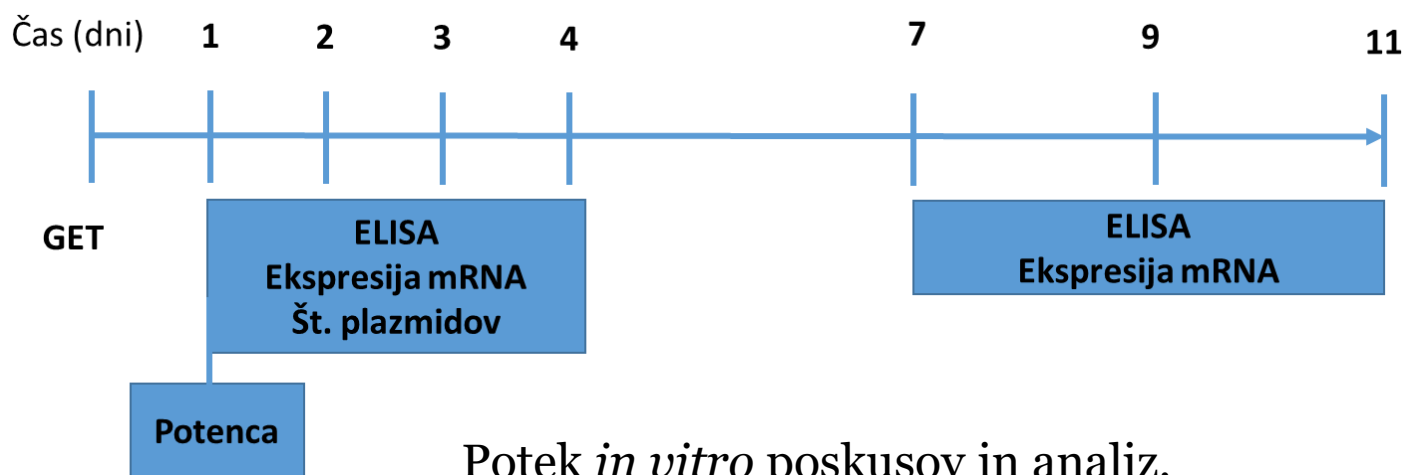 Čas (dni) 1 2 3 4 7 9 11
GET
ELISA
Ekspresija mRNA
Št. plazmidov
ELISA
Ekspresija mRNA
Potenca
Potek in vitro poskusov in analiz.